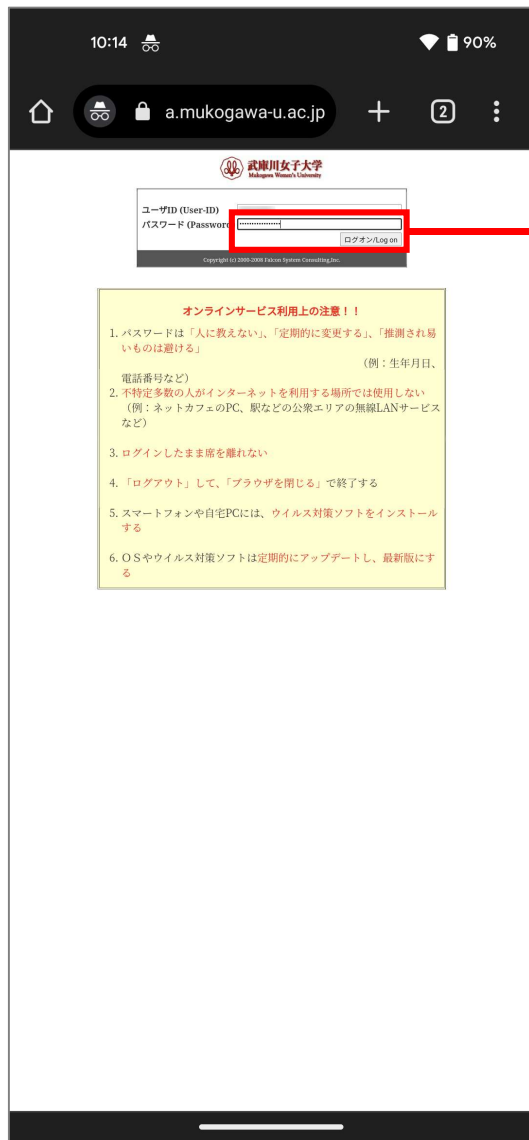 10:14
90%
a.mukogawa-u.ac.jp
2
武庫川女子大学
Mukogawa Women's University
ユーザID (User-ID)
パスワード (Password
ログオン/Log on
Copyright (c) 2000-2008 Falcon System Consulting,Inc.
オンラインサービス利用上の注意！！
1. パスワードは「人に教えない」、「定期的に変更する」、「推測され易
いものは避ける」
（例：生年月日、
電話番号など）
2. 不特定多数の人がインターネットを利用する場所では使用しない
（例：ネットカフェのPC、駅などの公衆エリアの無線LANサービス
など）
3. ログインしたまま席を離れない
4. 「ログアウト」して、「ブラウザを閉じる」で終了する
5. スマートフォンや自宅PCには、ウイルス対策ソフトをインストール
する
6. ＯＳやウイルス対策ソフトは定期的にアップデートし、最新版にす
る